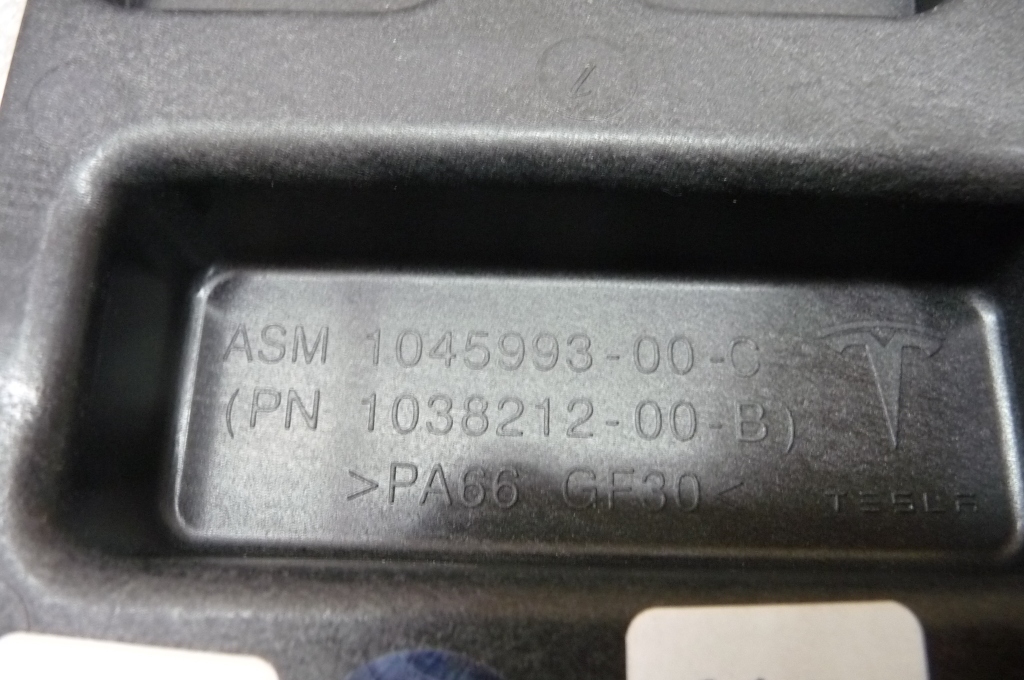 ASM 1045993-00-C
(PN 1038212-00-B)
>PA66 GF30<
TESLA